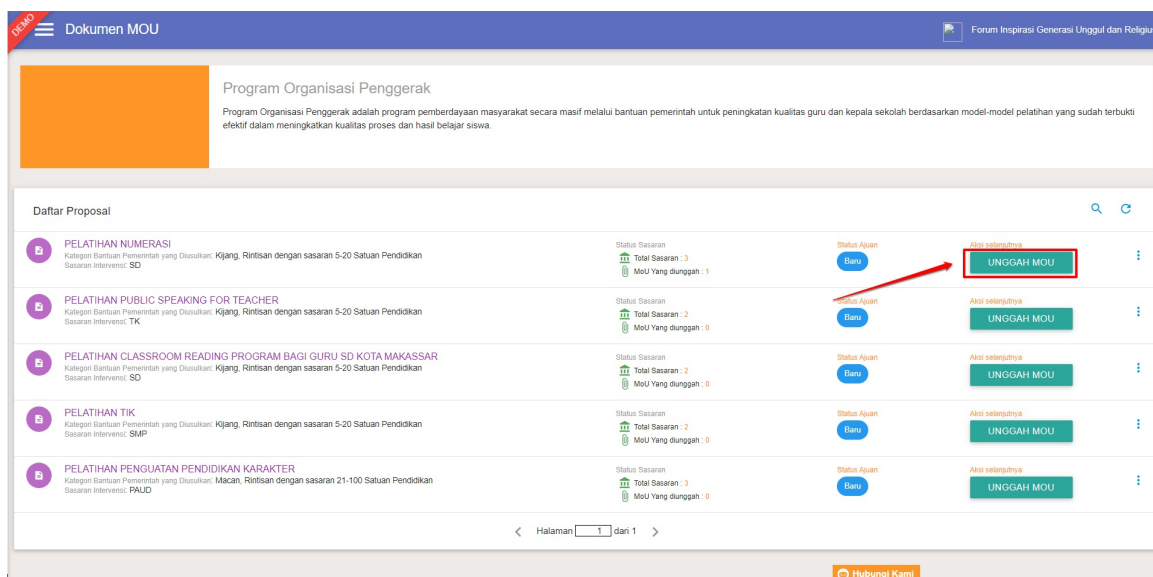 DEMO
Dokumen MOU
Forum Inspirasi Generasi Unggul dan Religiu
Program Organisasi Penggerak
Program Organisasi Penggerak adalah program pemberdayaan masyarakat secara masif melalui bantuan pemerintah untuk peningkatan kualitas guru dan kepala sekolah berdasarkan model-model pelatihan yang sudah terbukti
efektif dalam meningkatkan kualitas proses dan hasil belajar siswa.
Daftar Proposal
PELATIHAN NUMERASI
Kategori Bantuan Pemerintah yang Diusulkan: Kijang, Rintisan dengan sasaran 5-20 Satuan Pendidikan
Sasaran Intervensi: SD
Status Sasaran
Total Sasaran : 3
MoU Yang diunggah : 1
Status Ajuan
Baru
Aksi selanjutnya
UNGGAH MOU
PELATIHAN PUBLIC SPEAKING FOR TEACHER
Kategori Bantuan Pemerintah yang Diusulkan: Kijang, Rintisan dengan sasaran 5-20 Satuan Pendidikan
Sasaran Intervensi: TK
Status Sasaran
Total Sasaran : 2
MoU Yang diunggah : 0
Status Ajuan
Baru
Aksi selanjutnya
UNGGAH MOU
PELATIHAN CLASSROOM READING PROGRAM BAGI GURU SD KOTA MAKASSAR
Kategori Bantuan Pemerintah yang Diusulkan: Kijang, Rintisan dengan sasaran 5-20 Satuan Pendidikan
Sasaran Intervensi: SD
Status Sasaran
Total Sasaran : 2
MoU Yang diunggah : 0
Status Ajuan
Baru
Aksi selanjutnya
UNGGAH MOU
PELATIHAN TIK
Kategori Bantuan Pemerintah yang Diusulkan: Kijang, Rintisan dengan sasaran 5-20 Satuan Pendidikan
Sasaran Intervensi: SMP
Status Sasaran
Total Sasaran : 2
MoU Yang diunggah : 0
Status Ajuan
Baru
Aksi selanjutnya
UNGGAH MOU
PELATIHAN PENGUATAN PENDIDIKAN KARAKTER
Kategori Bantuan Pemerintah yang Diusulkan: Macan, Rintisan dengan sasaran 21-100 Satuan Pendidikan
Sasaran Intervensi: PAUD
Status Sasaran
Total Sasaran : 3
MoU Yang diunggah : 0
Status Ajuan
Baru
Aksi selanjutnya
UNGGAH MOU
Halaman 1 dari 1
Hubungi Kami